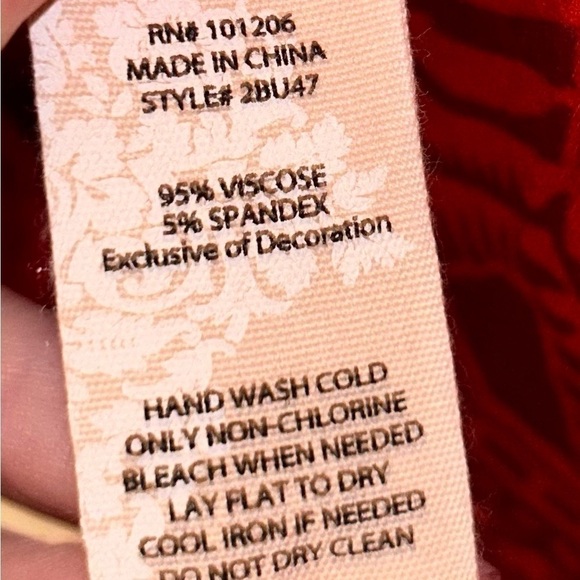 RN# 101206
MADE IN CHINA
STYLE# 2BU47
95% VISCOSE
5% SPANDEX
Exclusive of Decoration
HAND WASH COLD
ONLY NON-CHLORINE
BLEACH WHEN NEEDED
LAY FLAT TO DRY
COOL IRON IF NEEDED
DO NOT DRY CLEAN